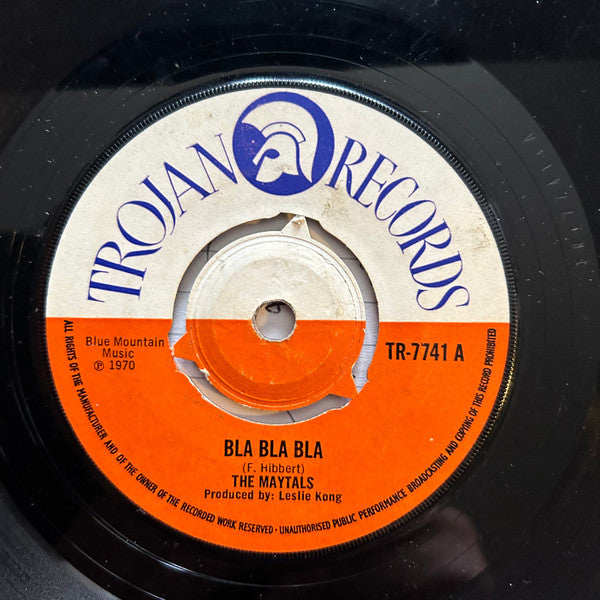 TROJAN RECORDS
Blue Mountain
Music
℗ 1970
TR-7741 A
BLA BLA BLA
(F. Hibbert)
THE MAYTALS
Produced by: Leslie Kong
ALL RIGHTS OF THE MANUFACTURER AND OF THE OWNER OF THE RECORDED WORK RESERVED · UNAUTHORISED PUBLIC PERFORMANCE BROADCASTING AND COPYING OF THIS RECORD PROHIBITED